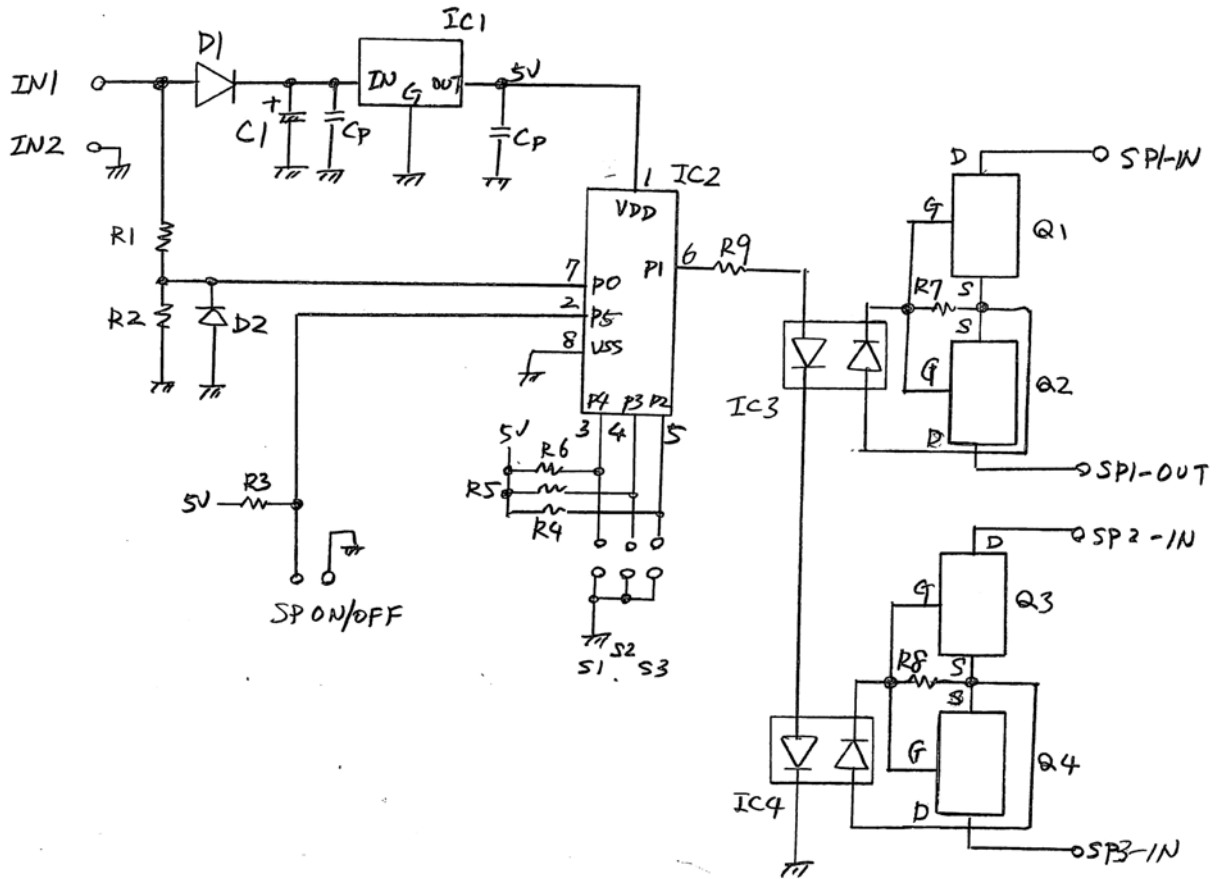 IC1
D1
IN1
IN
OUT
G
5V
+
C1
CP
CP
IN2
1
IC2
VDD
D
SP1-IN
G
Q1
R1
7
P0
P1
6
R9
R7
S
S
R2
D2
2
P5
8
VSS
G
Q2
IC3
P4
P3
P2
3
4
5
D
SP1-OUT
5V
R6
R5
R4
R3
5V
SP ON/OFF
S1
S2
S3
D
SP2-IN
G
Q3
R8
S
S
G
Q4
IC4
D
SP3-IN